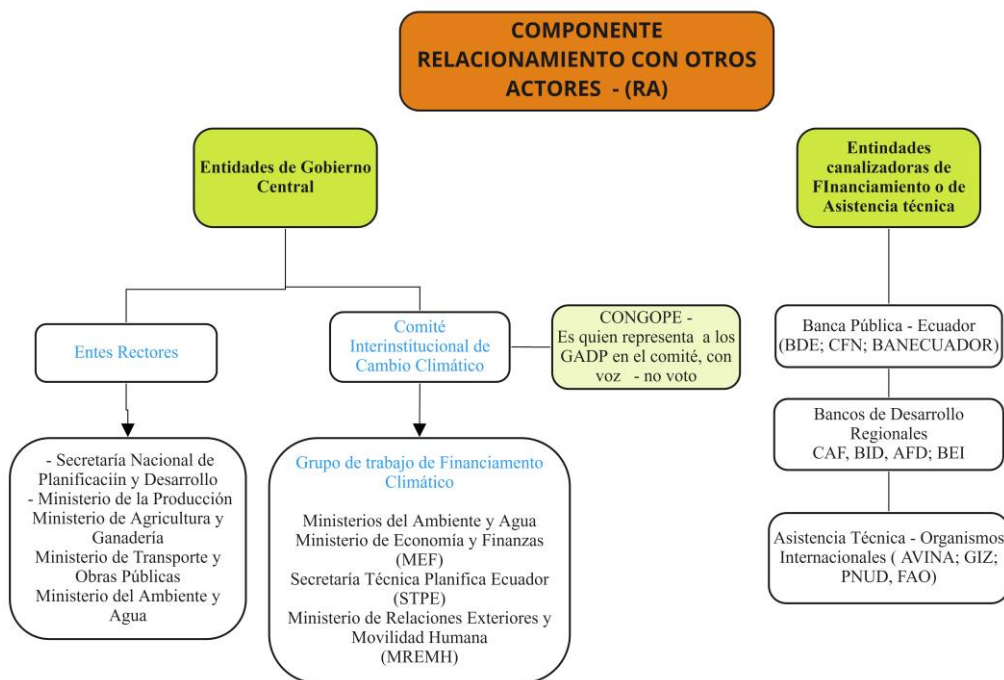 COMPONENTE
RELACIONAMIENTO CON OTROS
ACTORES - (RA)
Entidades de Gobierno
Central
Entes Rectores
- Secretaría Nacional de
Planificaciín y Desarrollo
- Ministerio de la Producción
Ministerio de Agricultura y
Ganadería
Ministerio de Transporte y
Obras Públicas
Ministerio del Ambiente y
Agua
Comité
Interinstitucional de
Cambio Climático
CONGOPE -
Es quien representa a los
GADP en el comité, con
voz - no voto
Grupo de trabajo de Financiamento
Climático
Ministerios del Ambiente y Agua
Ministerio de Economía y Finanzas
(MEF)
Secretaría Técnica Planifica Ecuador
(STPE)
Ministerio de Relaciones Exteriores y
Movilidad Humana
(MREMH)
Entindades
canalizadoras de
FInanciamiento o de
Asistencia técnica
Banca Pública - Ecuador
(BDE; CFN; BANECUADOR)
Bancos de Desarrollo
Regionales
CAF, BID, AFD; BEI
Asistencia Técnica - Organismos
Internacionales ( AVINA; GIZ;
PNUD, FAO)